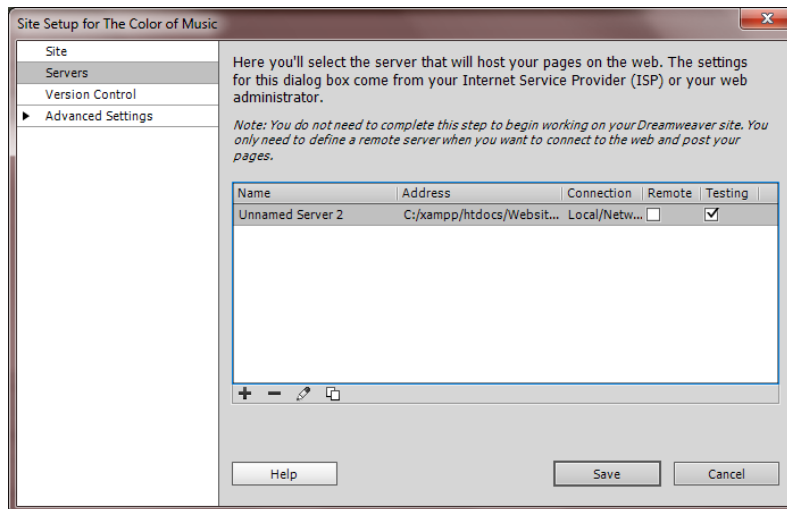 Site Setup for The Color of Music
Site
Servers
Version Control
Advanced Settings
Here you'll select the server that will host your pages on the web. The settings
for this dialog box come from your Internet Service Provider (ISP) or your web
administrator.
Note: You do not need to complete this step to begin working on your Dreamweaver site. You
only need to define a remote server when you want to connect to the web and post your
pages.
Name Address Connection Remote Testing
Unnamed Server 2 C:/xampp/htdocs/Websit... Local/Netw...
Help Save Cancel